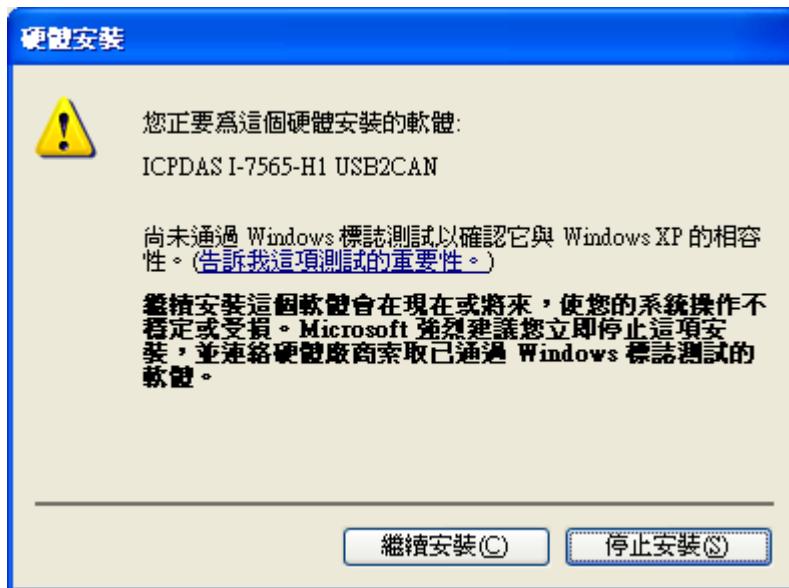 硬體安裝
您正要為這個硬體安裝的軟體:
ICPDAS I-7565-H1 USB2CAN
尚未通過 Windows 標誌測試以確認它與 Windows XP 的相容
性。(告訴我這項測試的重要性。)
繼續安裝這個軟體會在現在或將來，使您的系統操作不
穩定或受損。Microsoft 強烈建議您立即停止這項安
裝，並連絡硬體廠商索取已通過 Windows 標誌測試的
軟體。
繼續安裝(C)
停止安裝(S)